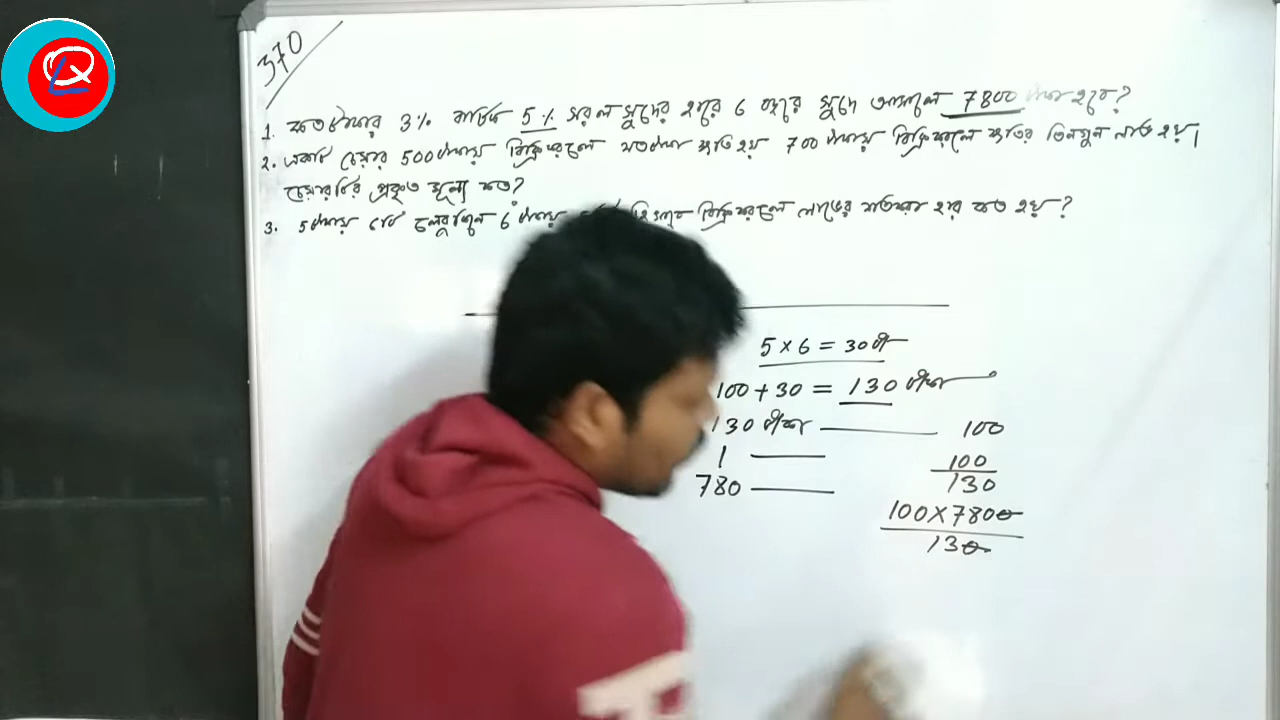 370
1. কত টাকার 3% বার্ষিক 5% সরল সুদের হারে 6 বছরে সুদে আসলে 7800 টাকা হবে?
2. একটি চেয়ার 500 টাকায় বিক্রি করলে যত টাকা ক্ষতি হয় 700 টাকায় বিক্রি করলে ক্ষতির তিনগুন লাভ হয়।
চেয়ারটির প্রকৃত মূল্য কত?
3. 5 টাকায় 6 টাকায় বিক্রি করলে লাভের শতকরা হার কত হয়?
5 × 6 = 30
100 + 30 = 130 টাকা
130 টাকা 100
1 100/130
780
100×7800
130